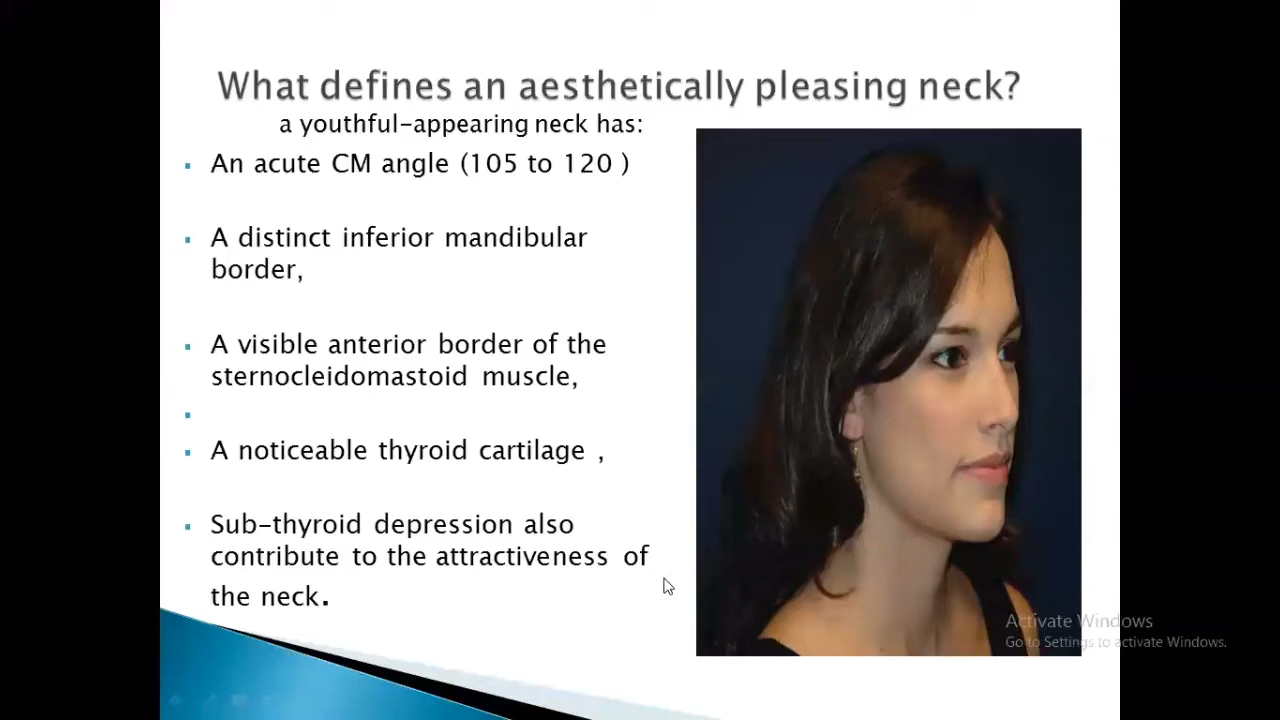 What defines an aesthetically pleasing neck?
a youthful-appearing neck has:
▪ An acute CM angle (105 to 120 )
▪ A distinct inferior mandibular
border,
▪ A visible anterior border of the
sternocleidomastoid muscle,
▪
▪ A noticeable thyroid cartilage ,
▪ Sub-thyroid depression also
contribute to the attractiveness of
the neck.
Activate Windows
Go to Settings to activate Windows.